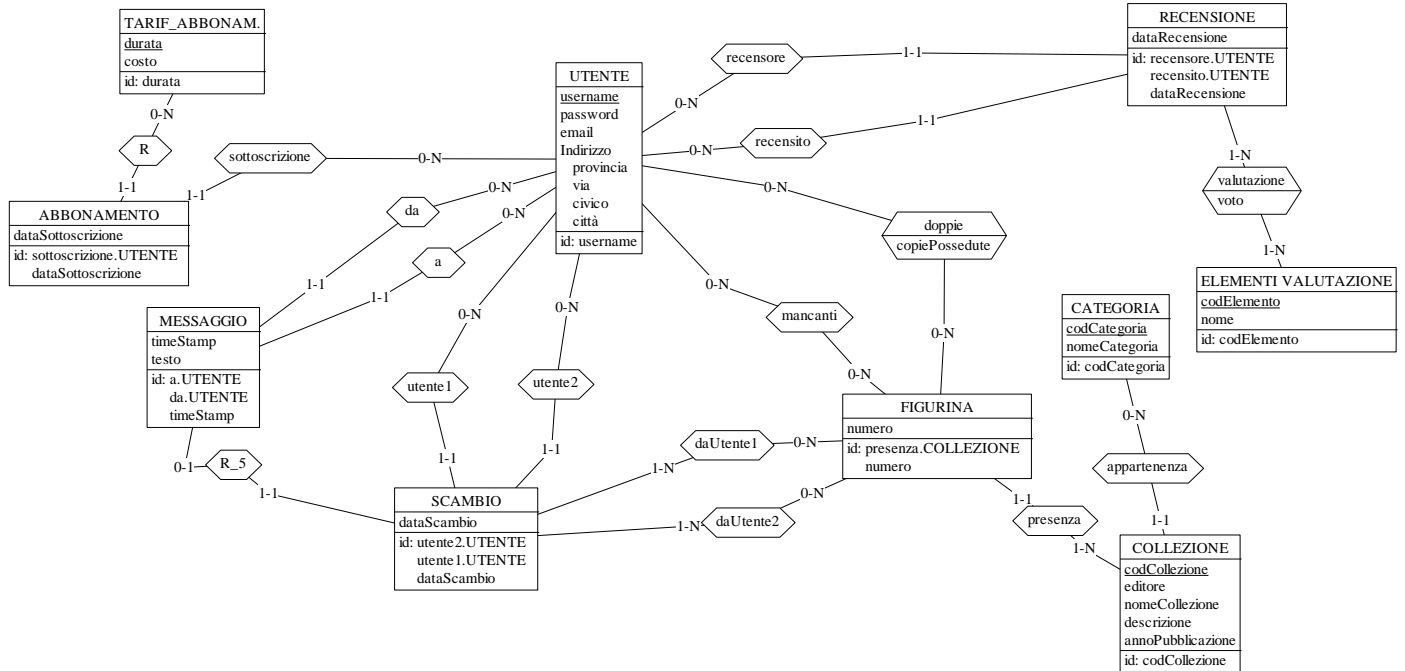 TARIF_ABBONAM.
durata
costo
id: durata
0-N
R
1-1
sottoscrizione
0-N
1-1
ABBONAMENTO
dataSottoscrizione
id: sottoscrizione.UTENTE
dataSottoscrizione
UTENTE
username
password
email
Indirizzo
provincia
via
civico
città
id: username
recensore
1-1
0-N
recensito
1-1
0-N
RECENSIONE
dataRecensione
id: recensore.UTENTE
recensito.UTENTE
dataRecensione
1-N
valutazione
voto
1-N
ELEMENTI VALUTAZIONE
codElemento
nome
id: codElemento
0-N
da
1-1
0-N
a
1-1
MESSAGGIO
timeStamp
testo
id: a.UTENTE
da.UTENTE
timeStamp
0-1
R_5
1-1
0-N
utente1
1-1
0-N
utente2
1-1
SCAMBIO
dataScambio
id: utente2.UTENTE
utente1.UTENTE
dataScambio
0-N
mancanti
0-N
0-N
doppie
copiePossedute
0-N
FIGURINA
numero
id: presenza.COLLEZIONE
numero
1-N
daUtente1
0-N
1-N
daUtente2
0-N
1-1
presenza
1-N
CATEGORIA
codCategoria
nomeCategoria
id: codCategoria
0-N
appartenenza
1-1
COLLEZIONE
codCollezione
editore
nomeCollezione
descrizione
annoPubblicazione
id: codCollezione